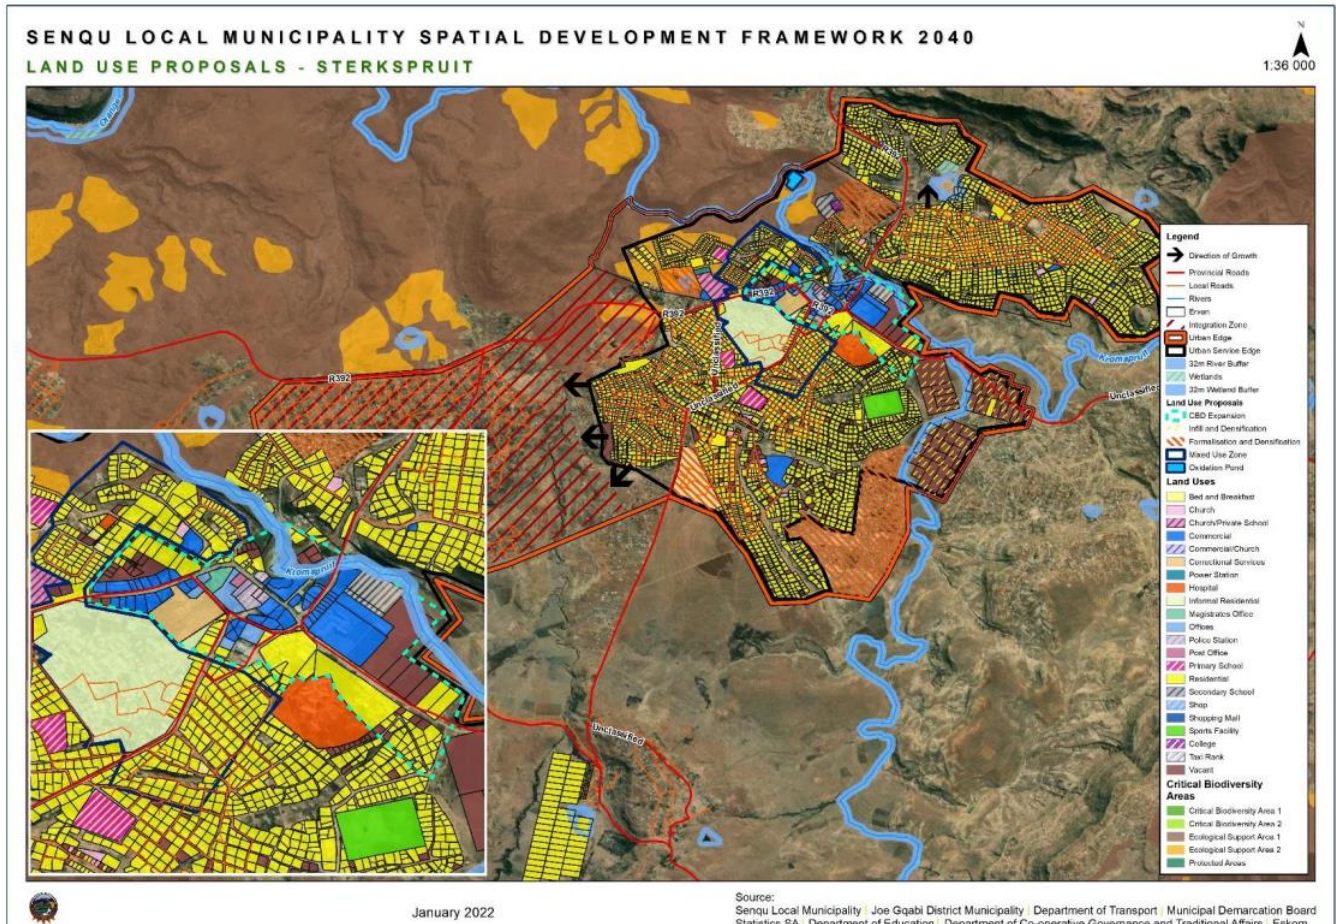 SENQU LOCAL MUNICIPALITY SPATIAL DEVELOPMENT FRAMEWORK 2040
LAND USE PROPOSALS - STERKSPRUIT
N
1:36 000
Orange
R392
R392
R392
R392
R392
Unclassified
Unclassified
Unclassified
Unclassified
Kromspruit
Kromspruit
Legend
Direction of Growth
Provincial Roads
Local Roads
Rivers
Erven
Integration Zone
Urban Edge
Urban Service Edge
32m River Buffer
Wetlands
32m Wetland Buffer
Land Use Proposals
CBD Expansion
Infill and Densification
Formalisation and Densification
Mixed Use Zone
Oxidation Pond
Land Uses
Bed and Breakfast
Church
Church/Private School
Commercial
Commercial/Church
Correctional Services
Power Station
Hospital
Informal Residential
Magistrates Office
Offices
Police Station
Post Office
Primary School
Residential
Secondary School
Shop
Shopping Mall
Sports Facility
College
Taxi Rank
Vacant
Critical Biodiversity
Areas
Critical Biodiversity Area 1
Critical Biodiversity Area 2
Ecological Support Area 1
Ecological Support Area 2
Protected Areas
January 2022
Source:
Senqu Local Municipality | Joe Gqabi District Municipality | Department of Transport | Municipal Demarcation Board
Statistics SA | Department of Education | Department of Co-operative Governance and Traditional Affairs | Eskom